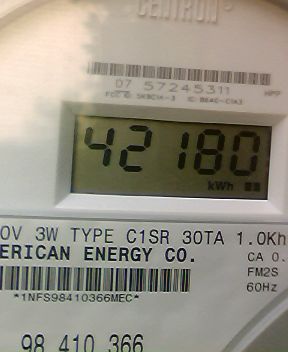 CENTRON®
07 57245311
HPP
42180
kWh
0V 3W TYPE C1SR 30TA 1.0Kh
ERICAN ENERGY CO.
CA 0.
FM2S
60Hz
*1NFS98410366MEC*
98 410 366